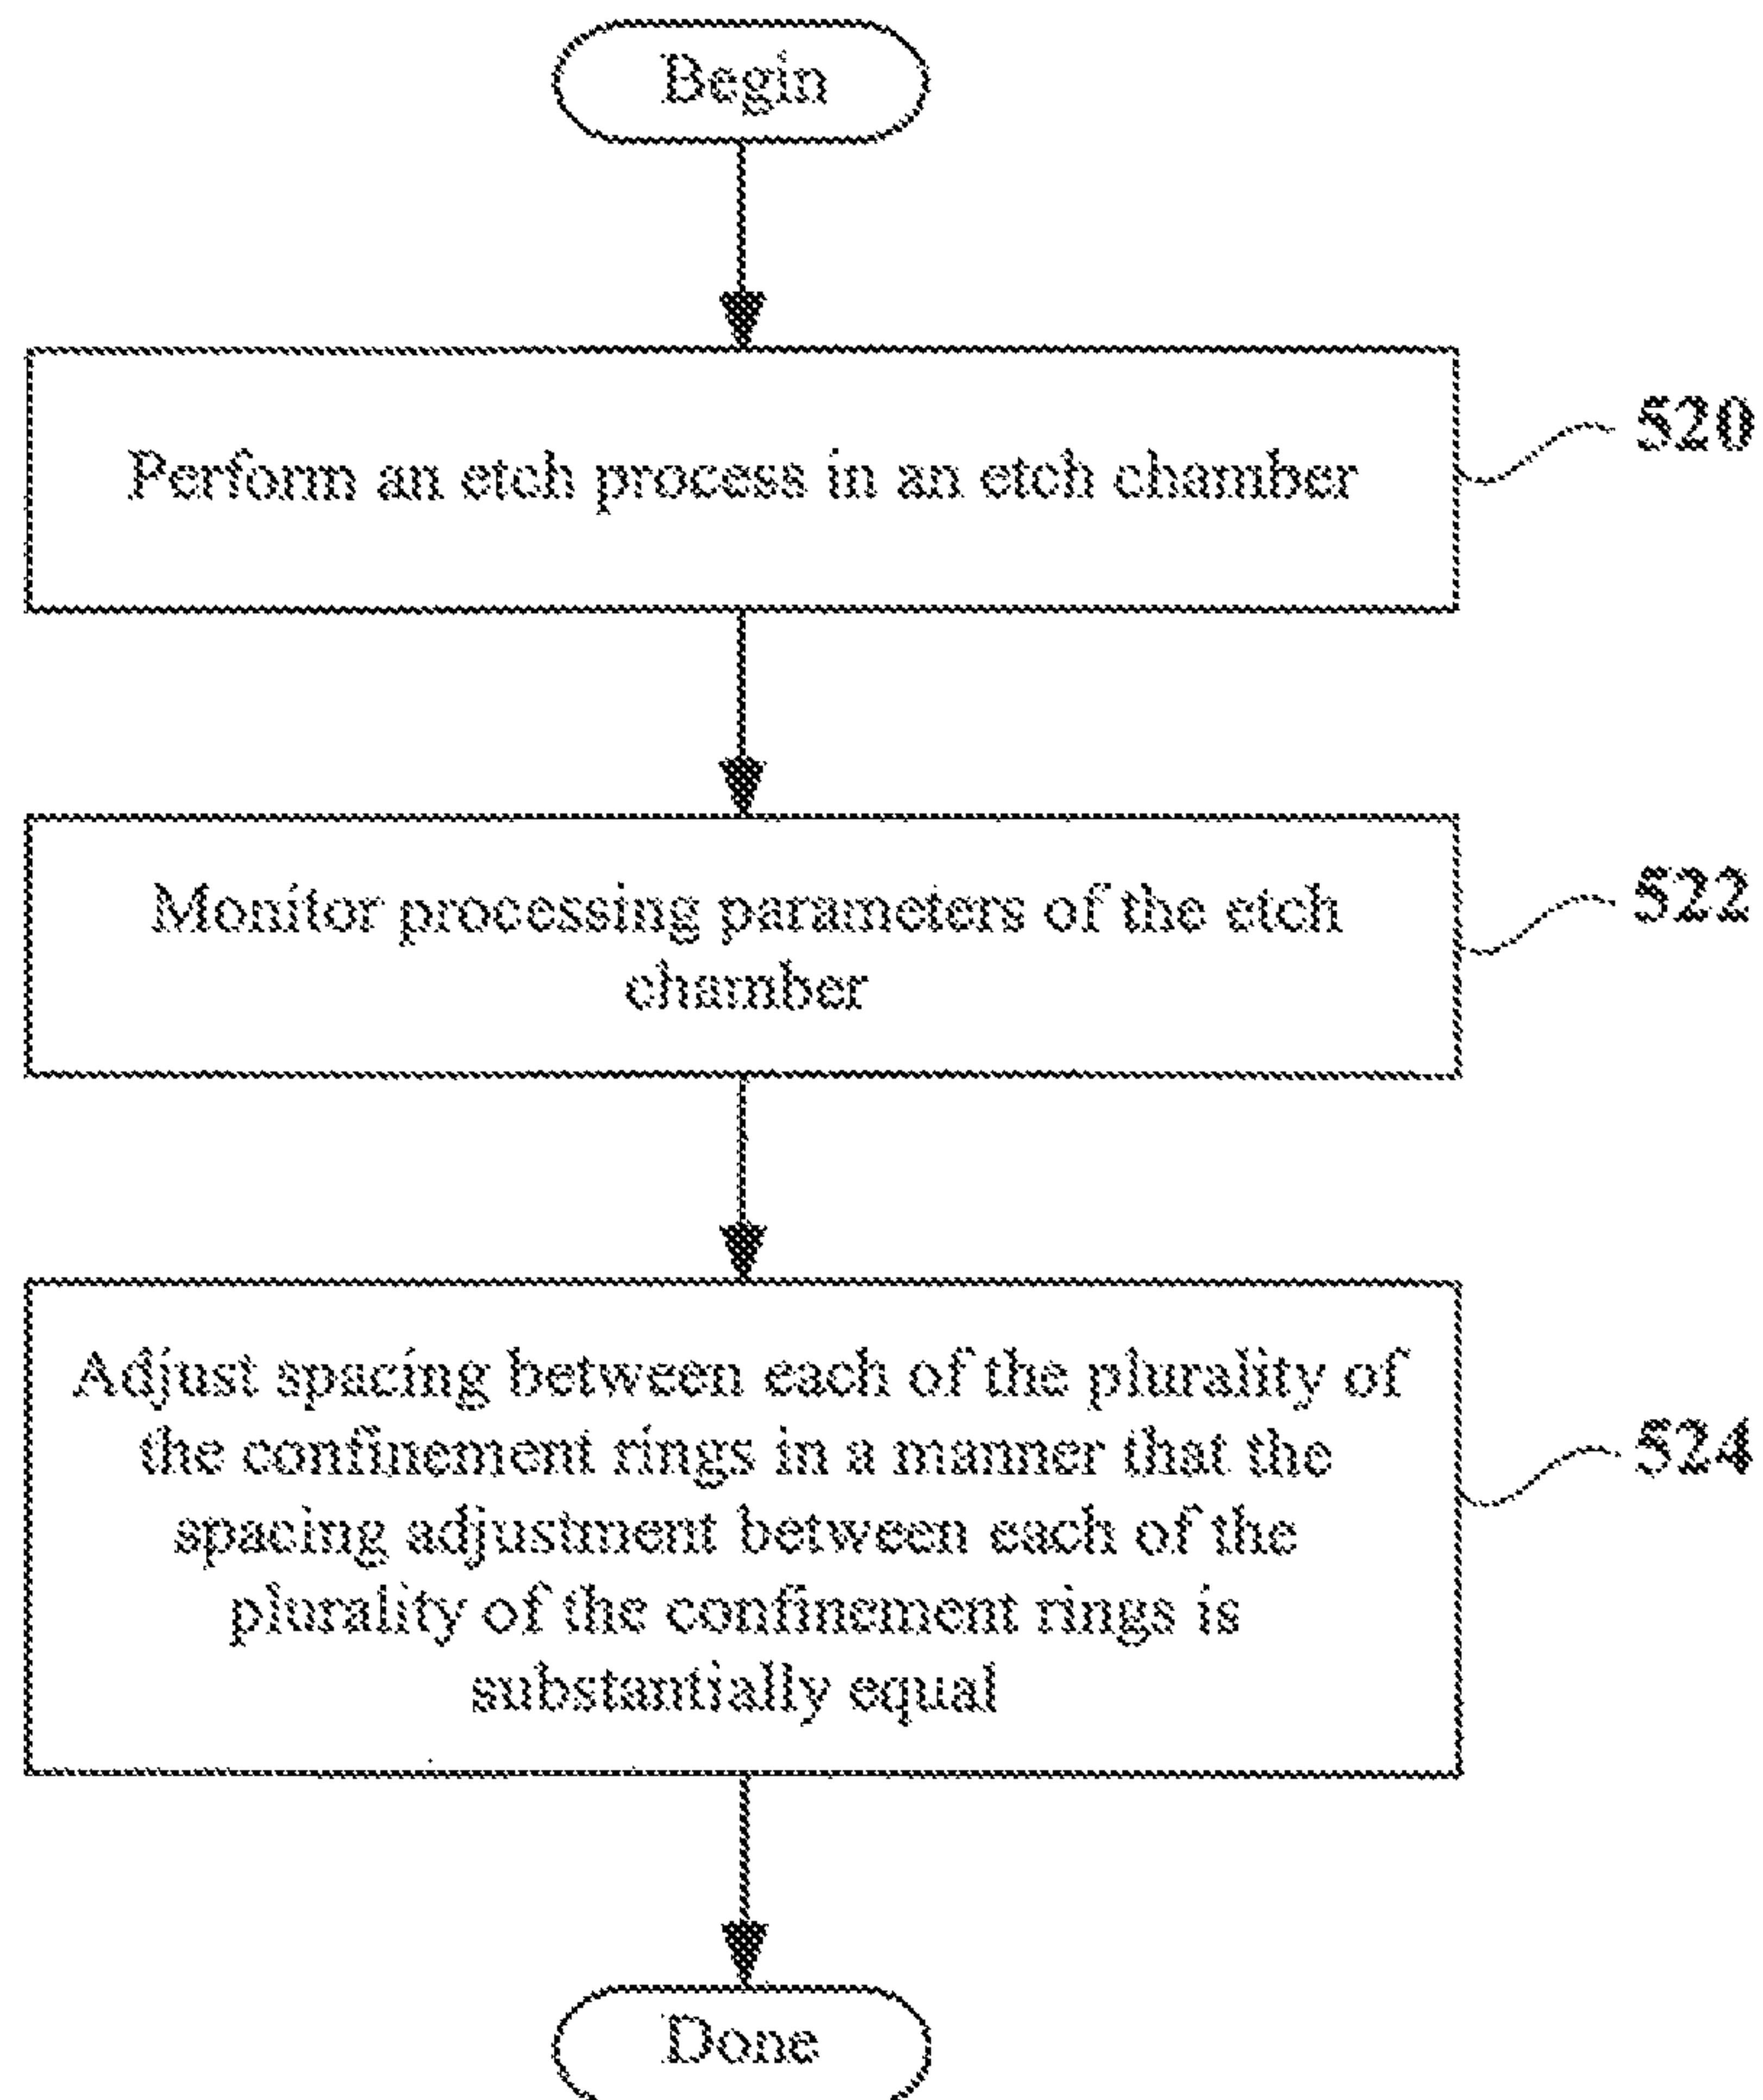 Begin
Perform an etch process in an etch chamber
520
Monitor processing parameters of the etch
chamber
522
Adjust spacing between each of the plurality of
the confinement rings in a manner that the
spacing adjustment between each of the
plurality of the confinement rings is
substantially equal
524
Done